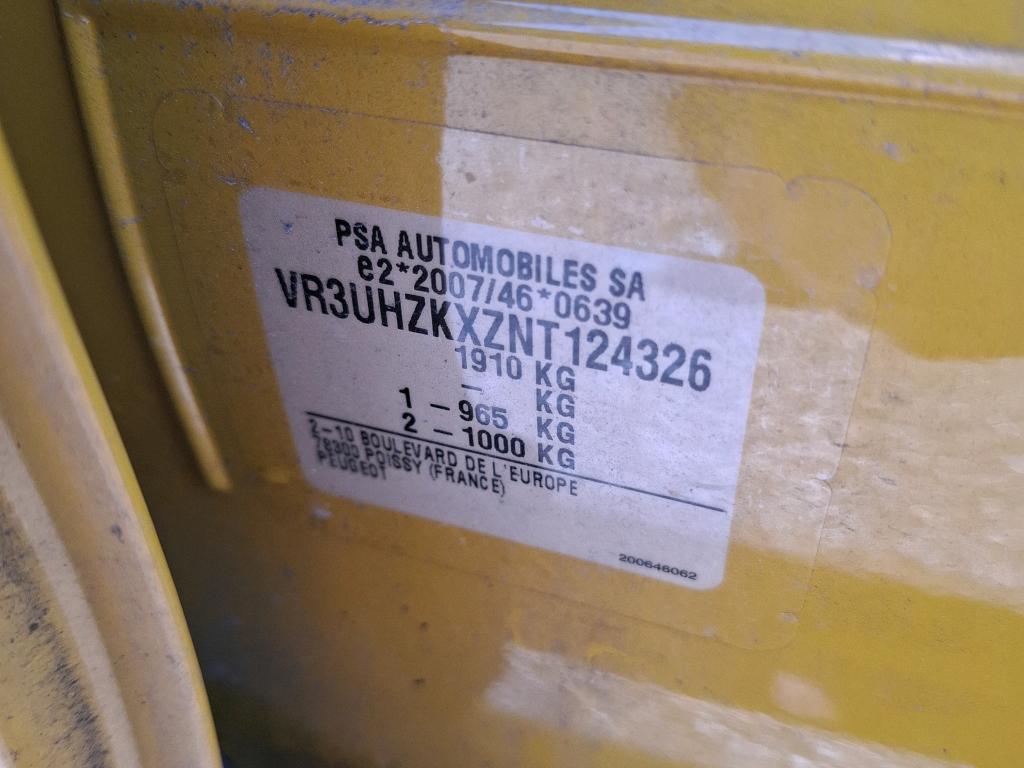 PSA AUTOMOBILES SA
e2*2007/46*0639
VR3UHZKXZNT124326
1910 KG
– KG
1 – 965 KG
2 – 1000 KG
2–10 BOULEVARD DE L'EUROPE
78300 POISSY (FRANCE)
PEUGEOT
200646062